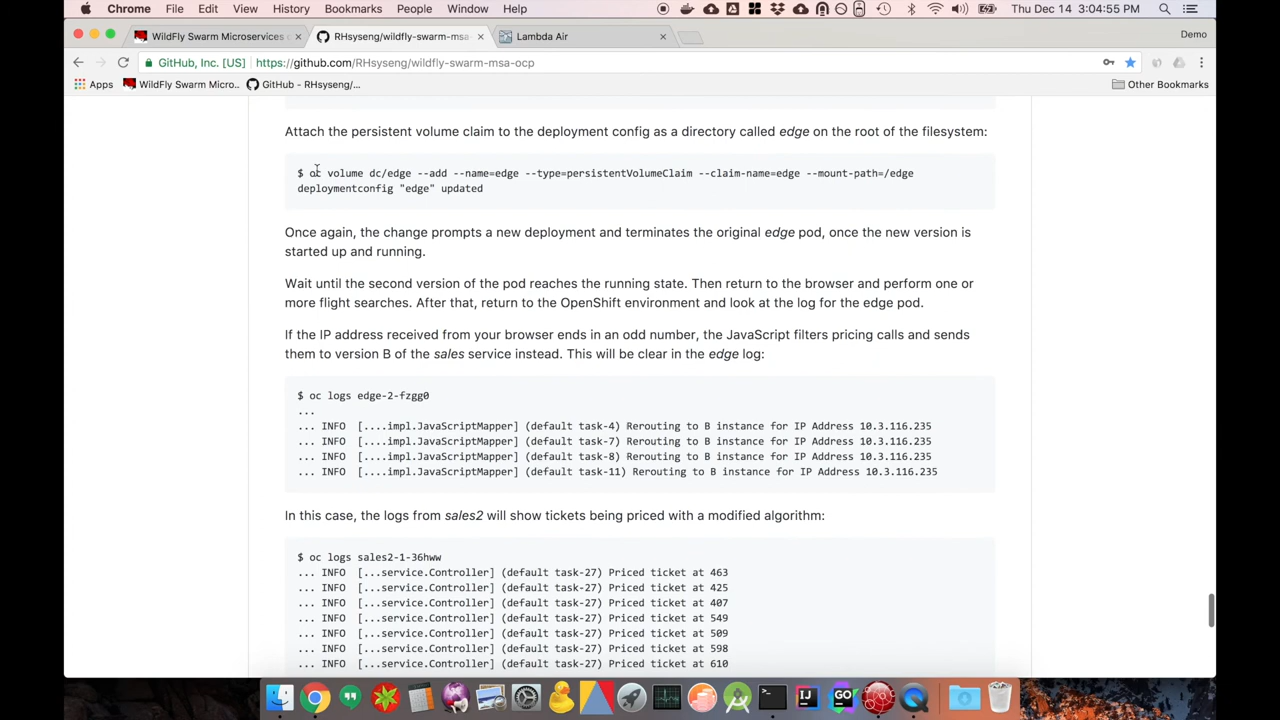 Chrome File Edit View History Bookmarks People Window Help Thu Dec 14 3:04:55 PM
WildFly Swarm Microservices o
RHsyseng/wildfly-swarm-msa-
Lambda Air
Demo
GitHub, Inc. [US] https://github.com/RHsyseng/wildfly-swarm-msa-ocp
Apps WildFly Swarm Micro.. GitHub - RHsyseng/... Other Bookmarks
Attach the persistent volume claim to the deployment config as a directory called edge on the root of the filesystem:
$ oc volume dc/edge --add --name=edge --type=persistentVolumeClaim --claim-name=edge --mount-path=/edge
deploymentconfig "edge" updated
Once again, the change prompts a new deployment and terminates the original edge pod, once the new version is
started up and running.
Wait until the second version of the pod reaches the running state. Then return to the browser and perform one or
more flight searches. After that, return to the OpenShift environment and look at the log for the edge pod.
If the IP address received from your browser ends in an odd number, the JavaScript filters pricing calls and sends
them to version B of the sales service instead. This will be clear in the edge log:
$ oc logs edge-2-fzgg0
...
... INFO [....impl.JavaScriptMapper] (default task-4) Rerouting to B instance for IP Address 10.3.116.235
... INFO [....impl.JavaScriptMapper] (default task-7) Rerouting to B instance for IP Address 10.3.116.235
... INFO [....impl.JavaScriptMapper] (default task-8) Rerouting to B instance for IP Address 10.3.116.235
... INFO [....impl.JavaScriptMapper] (default task-11) Rerouting to B instance for IP Address 10.3.116.235
In this case, the logs from sales2 will show tickets being priced with a modified algorithm:
$ oc logs sales2-1-36hww
... INFO [...service.Controller] (default task-27) Priced ticket at 463
... INFO [...service.Controller] (default task-27) Priced ticket at 425
... INFO [...service.Controller] (default task-27) Priced ticket at 407
... INFO [...service.Controller] (default task-27) Priced ticket at 549
... INFO [...service.Controller] (default task-27) Priced ticket at 509
... INFO [...service.Controller] (default task-27) Priced ticket at 598
... INFO [...service.Controller] (default task-27) Priced ticket at 610